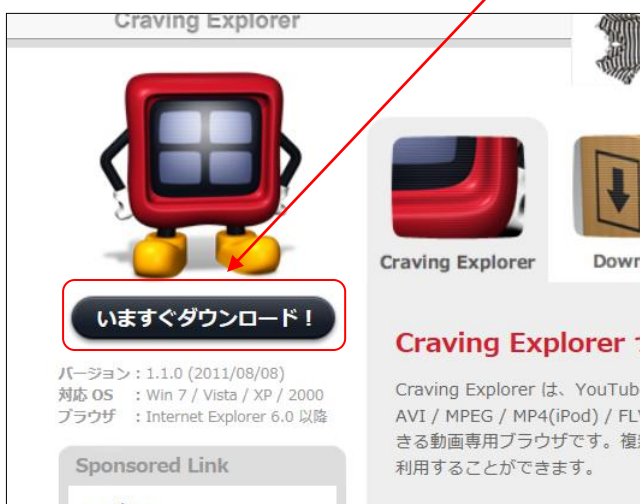 Craving Explorer
いますぐダウンロード！
バージョン：1.1.0 (2011/08/08)
対応 OS ：Win 7 / Vista / XP / 2000
ブラウザ ：Internet Explorer 6.0 以降
Sponsored Link
Craving Explorer
Down
Craving Explorer
Craving Explorer は、YouTube
AVI / MPEG / MP4(iPod) / FLV
きる動画専用ブラウザです。
利用することができます。